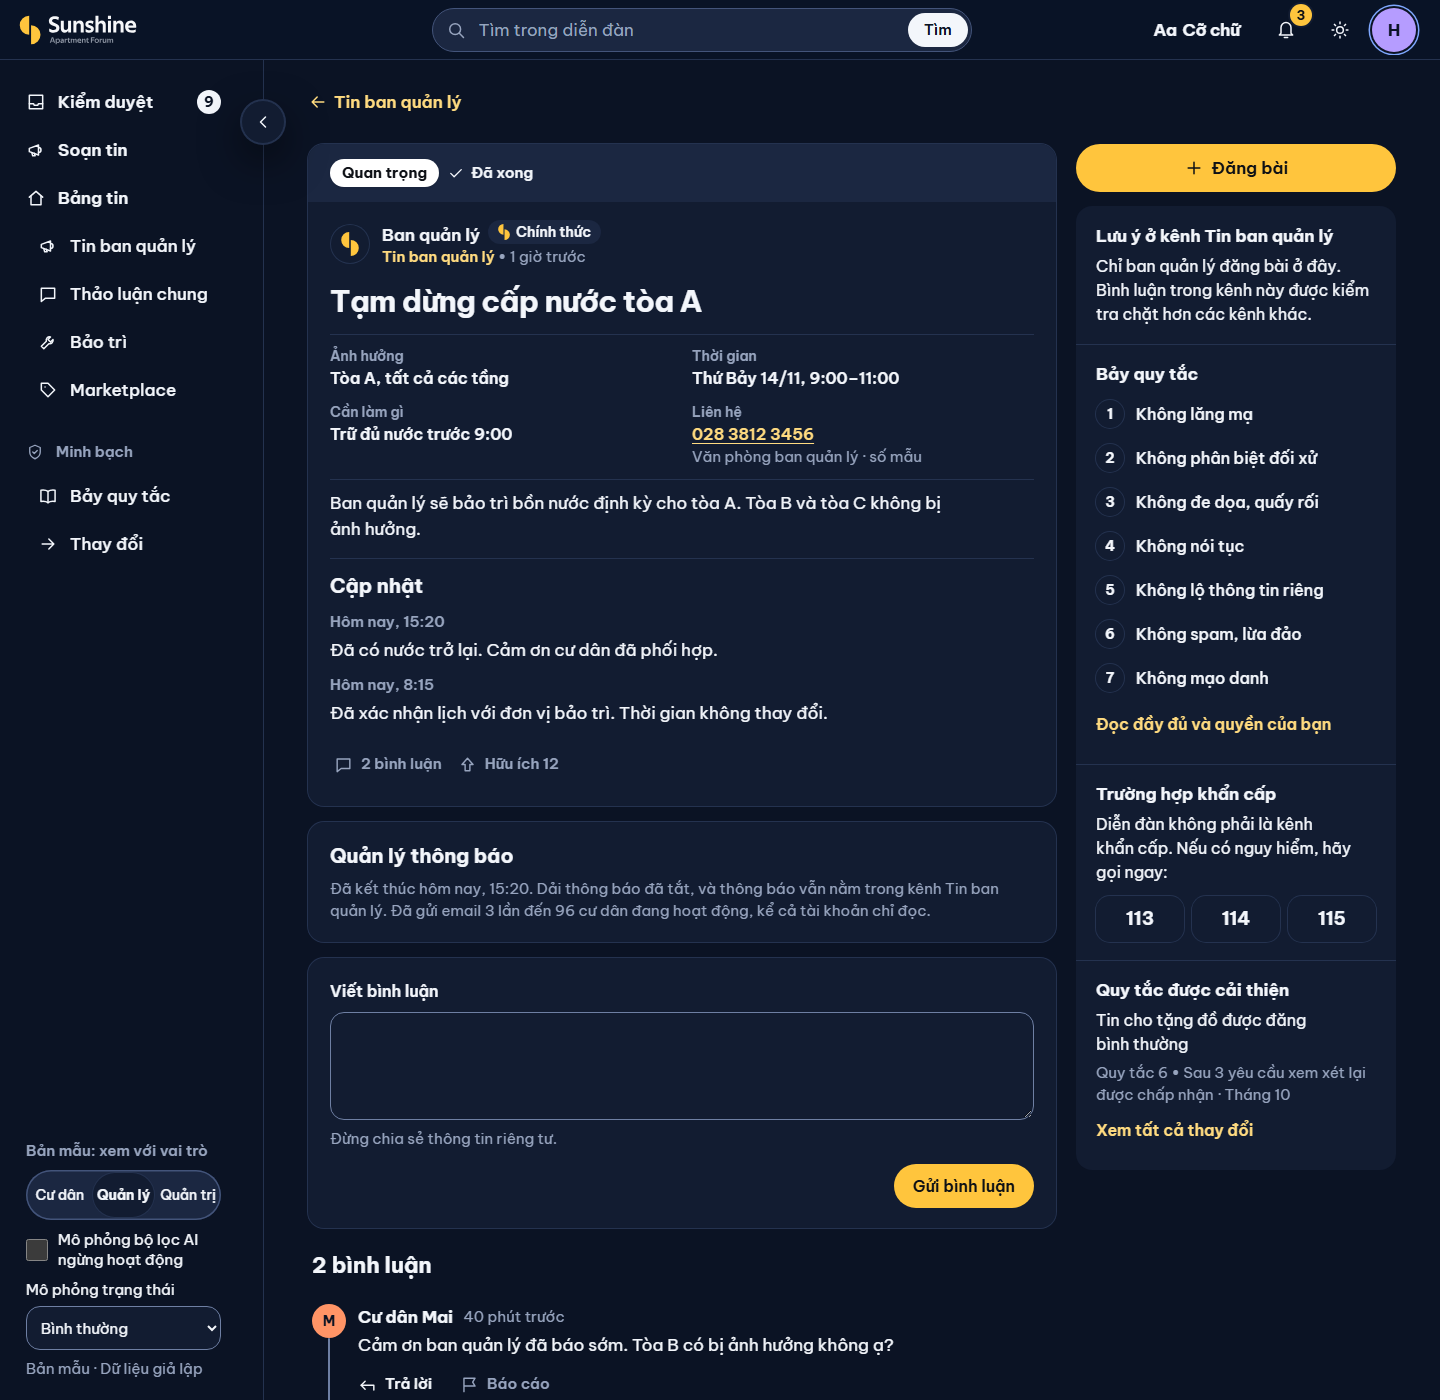 Sunshine
Apartment Forum
Tìm trong diễn đàn
Tìm
Aa Cỡ chữ
3
H
Kiểm duyệt
9
Soạn tin
Bảng tin
Tin ban quản lý
Thảo luận chung
Bảo trì
Marketplace
Minh bạch
Bảy quy tắc
Thay đổi
Bản mẫu: xem với vai trò
Cư dân
Quản lý
Quản trị
Mô phỏng bộ lọc AI
ngừng hoạt động
Mô phỏng trạng thái
Bình thường
Bản mẫu · Dữ liệu giả lập
Tin ban quản lý
Quan trọng
Đã xong
Ban quản lý
Chính thức
Tin ban quản lý • 1 giờ trước
Tạm dừng cấp nước tòa A
Ảnh hưởng
Tòa A, tất cả các tầng
Thời gian
Thứ Bảy 14/11, 9:00–11:00
Cần làm gì
Trữ đủ nước trước 9:00
Liên hệ
028 3812 3456
Văn phòng ban quản lý · số mẫu
Ban quản lý sẽ bảo trì bồn nước định kỳ cho tòa A. Tòa B và tòa C không bị
ảnh hưởng.
Cập nhật
Hôm nay, 15:20
Đã có nước trở lại. Cảm ơn cư dân đã phối hợp.
Hôm nay, 8:15
Đã xác nhận lịch với đơn vị bảo trì. Thời gian không thay đổi.
2 bình luận
Hữu ích 12
Quản lý thông báo
Đã kết thúc hôm nay, 15:20. Dải thông báo đã tắt, và thông báo vẫn nằm trong kênh Tin ban
quản lý. Đã gửi email 3 lần đến 96 cư dân đang hoạt động, kể cả tài khoản chỉ đọc.
Viết bình luận
Đừng chia sẻ thông tin riêng tư.
Gửi bình luận
2 bình luận
M
Cư dân Mai
40 phút trước
Cảm ơn ban quản lý đã báo sớm. Tòa B có bị ảnh hưởng không ạ?
Trả lời
Báo cáo
Đăng bài
Lưu ý ở kênh Tin ban quản lý
Chỉ ban quản lý đăng bài ở đây.
Bình luận trong kênh này được kiểm
tra chặt hơn các kênh khác.
Bảy quy tắc
1 Không lăng mạ
2 Không phân biệt đối xử
3 Không đe dọa, quấy rối
4 Không nói tục
5 Không lộ thông tin riêng
6 Không spam, lừa đảo
7 Không mạo danh
Đọc đầy đủ và quyền của bạn
Trường hợp khẩn cấp
Diễn đàn không phải là kênh
khẩn cấp. Nếu có nguy hiểm, hãy
gọi ngay:
113
114
115
Quy tắc được cải thiện
Tin cho tặng đồ được đăng
bình thường
Quy tắc 6 • Sau 3 yêu cầu xem xét lại
được chấp nhận · Tháng 10
Xem tất cả thay đổi